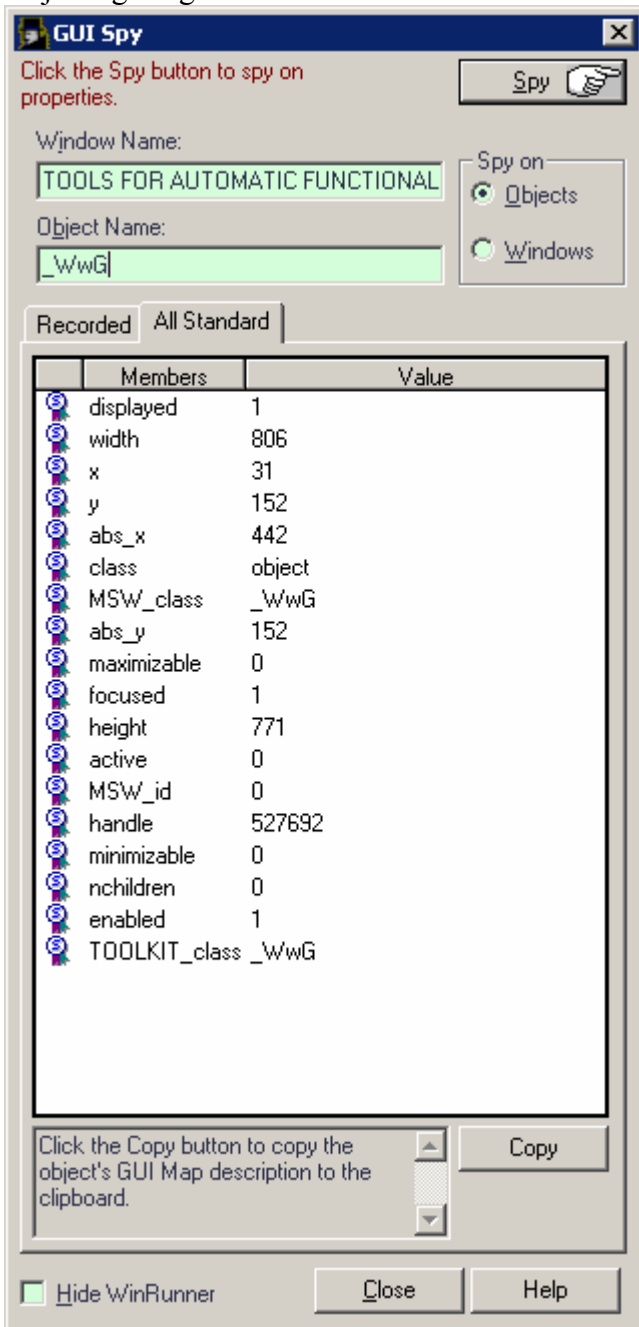 GUI Spy
Click the Spy button to spy on
properties.
Spy
Window Name:
TOOLS FOR AUTOMATIC FUNCTIONAL
Spy on
Objects
Object Name:
Windows
_WwG
Recorded All Standard
Members Value
displayed 1
width 806
x 31
y 152
abs_x 442
class object
MSW_class _WwG
abs_y 152
maximizable 0
focused 1
height 771
active 0
MSW_id 0
handle 527692
minimizable 0
nchildren 0
enabled 1
TOOLKIT_class _WwG
Click the Copy button to copy the
object's GUI Map description to the
clipboard.
Copy
Hide WinRunner Close Help